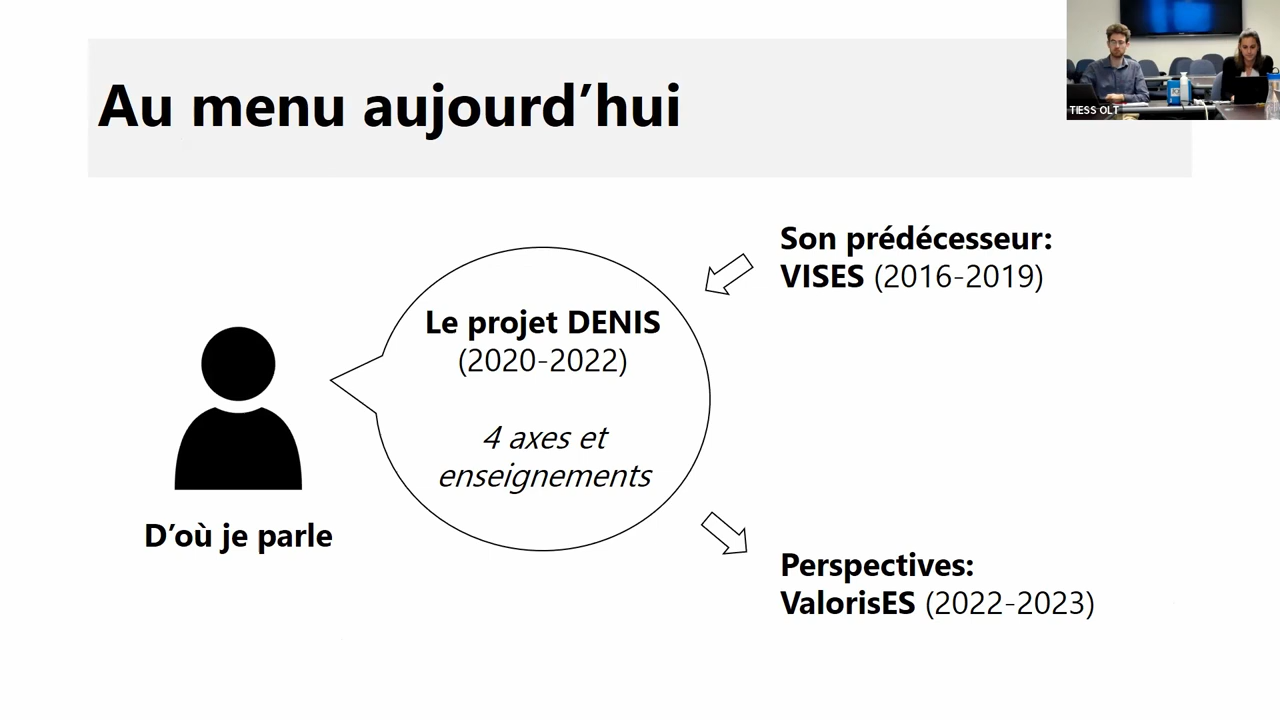 Au menu aujourd’hui
TIESS OLT
Son prédécesseur:
VISES (2016-2019)
Le projet DENIS
(2020-2022)
4 axes et
enseignements
D’où je parle
Perspectives:
ValorisES (2022-2023)